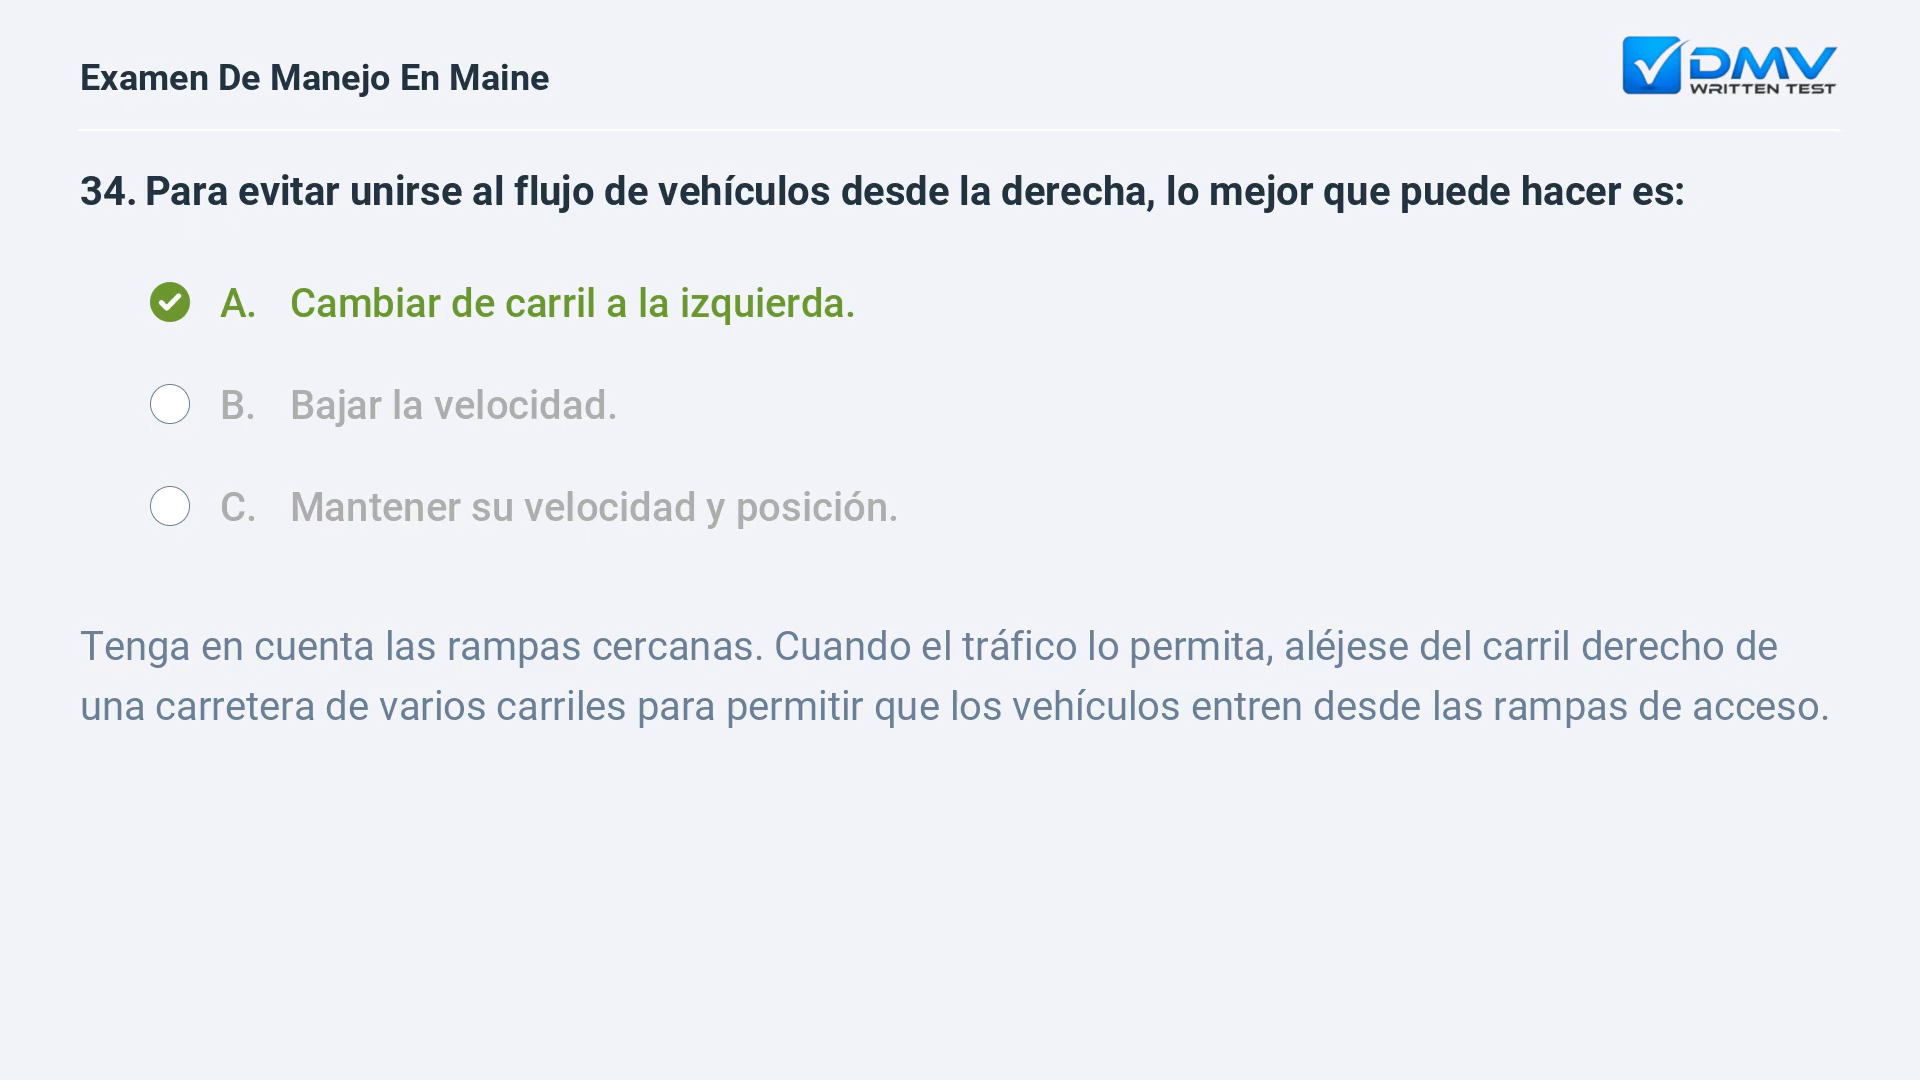 Examen De Manejo En Maine
DMV
WRITTEN TEST
34. Para evitar unirse al flujo de vehículos desde la derecha, lo mejor que puede hacer es:
A. Cambiar de carril a la izquierda.
B. Bajar la velocidad.
C. Mantener su velocidad y posición.
Tenga en cuenta las rampas cercanas. Cuando el tráfico lo permita, aléjese del carril derecho de
una carretera de varios carriles para permitir que los vehículos entren desde las rampas de acceso.